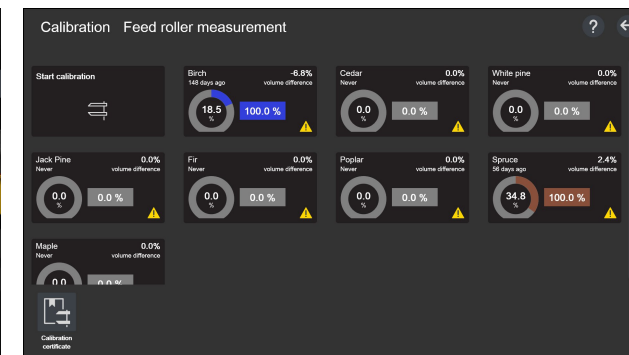 Calibration Feed roller measurement
?
Start calibration
Birch -6.8%
148 days ago volume difference
18.5 % 100.0 %
Cedar 0.0%
Never volume difference
0.0 % 0.0 %
White pine 0.0%
Never volume difference
0.0 % 0.0 %
Jack Pine 0.0%
Never volume difference
0.0 % 0.0 %
Fir 0.0%
Never volume difference
0.0 % 0.0 %
Poplar 0.0%
Never volume difference
0.0 % 0.0 %
Spruce 2.4%
56 days ago volume difference
34.8 % 100.0 %
Maple 0.0%
Never volume difference
0.0 0.0 %
Calibration
certificate